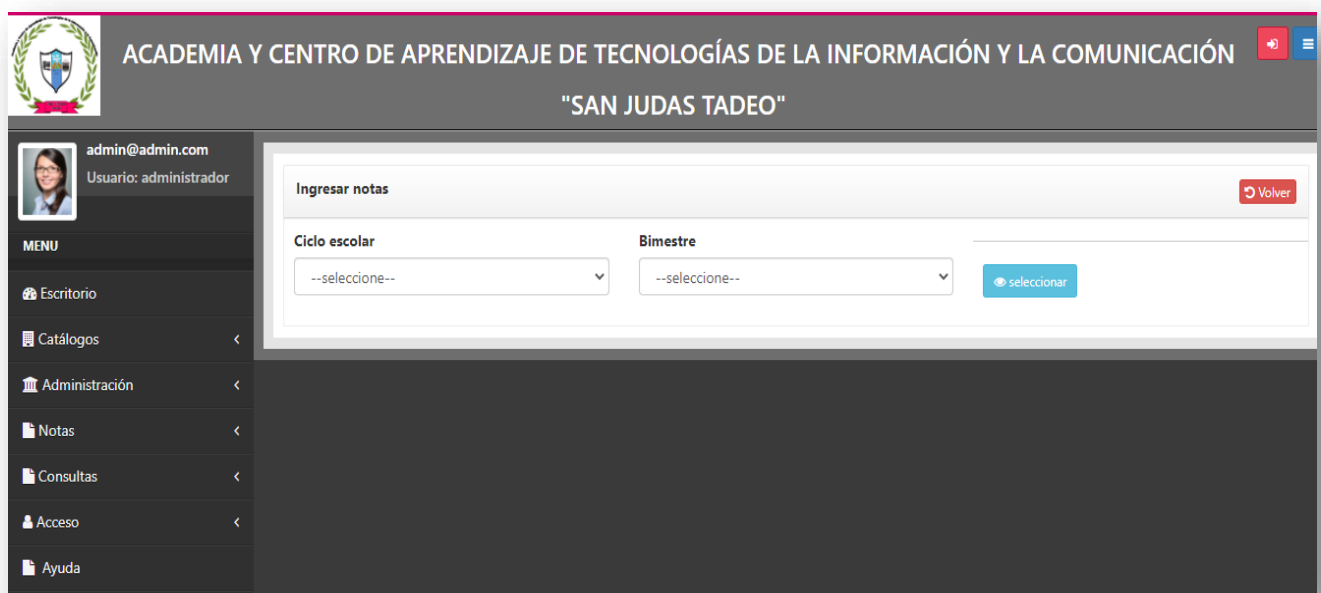 ACADEMIA Y CENTRO DE APRENDIZAJE DE TECNOLOGÍAS DE LA INFORMACIÓN Y LA COMUNICACIÓN
"SAN JUDAS TADEO"
admin@admin.com
Usuario: administrador
MENU
Escritorio
Catálogos
Administración
Notas
Consultas
Acceso
Ayuda
Ingresar notas
Volver
Ciclo escolar
Bimestre
--seleccione--
--seleccione--
seleccionar